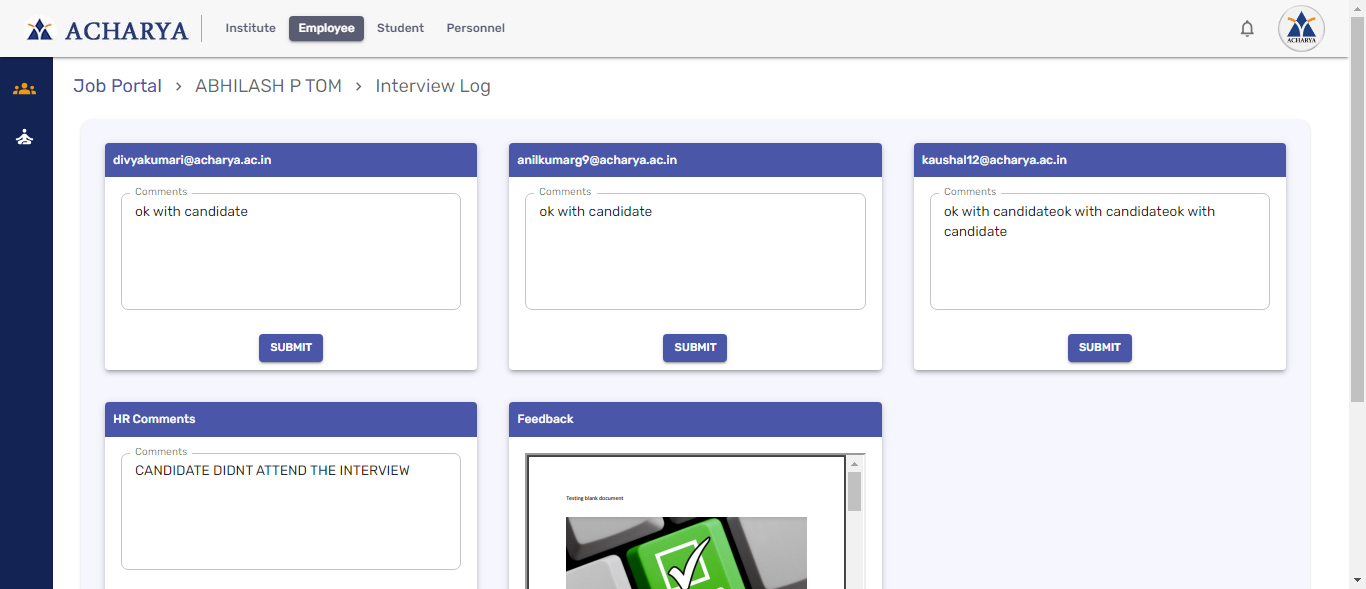 ACHARYA
Institute
Employee
Student
Personnel
ACHARYA
Job Portal > ABHILASH P TOM > Interview Log
divyakumari@acharya.ac.in
Comments
ok with candidate
SUBMIT
anilkumarg9@acharya.ac.in
Comments
ok with candidate
SUBMIT
kaushal12@acharya.ac.in
Comments
ok with candidateok with candidateok with
candidate
SUBMIT
HR Comments
Comments
CANDIDATE DIDNT ATTEND THE INTERVIEW
Feedback
Testing blank document